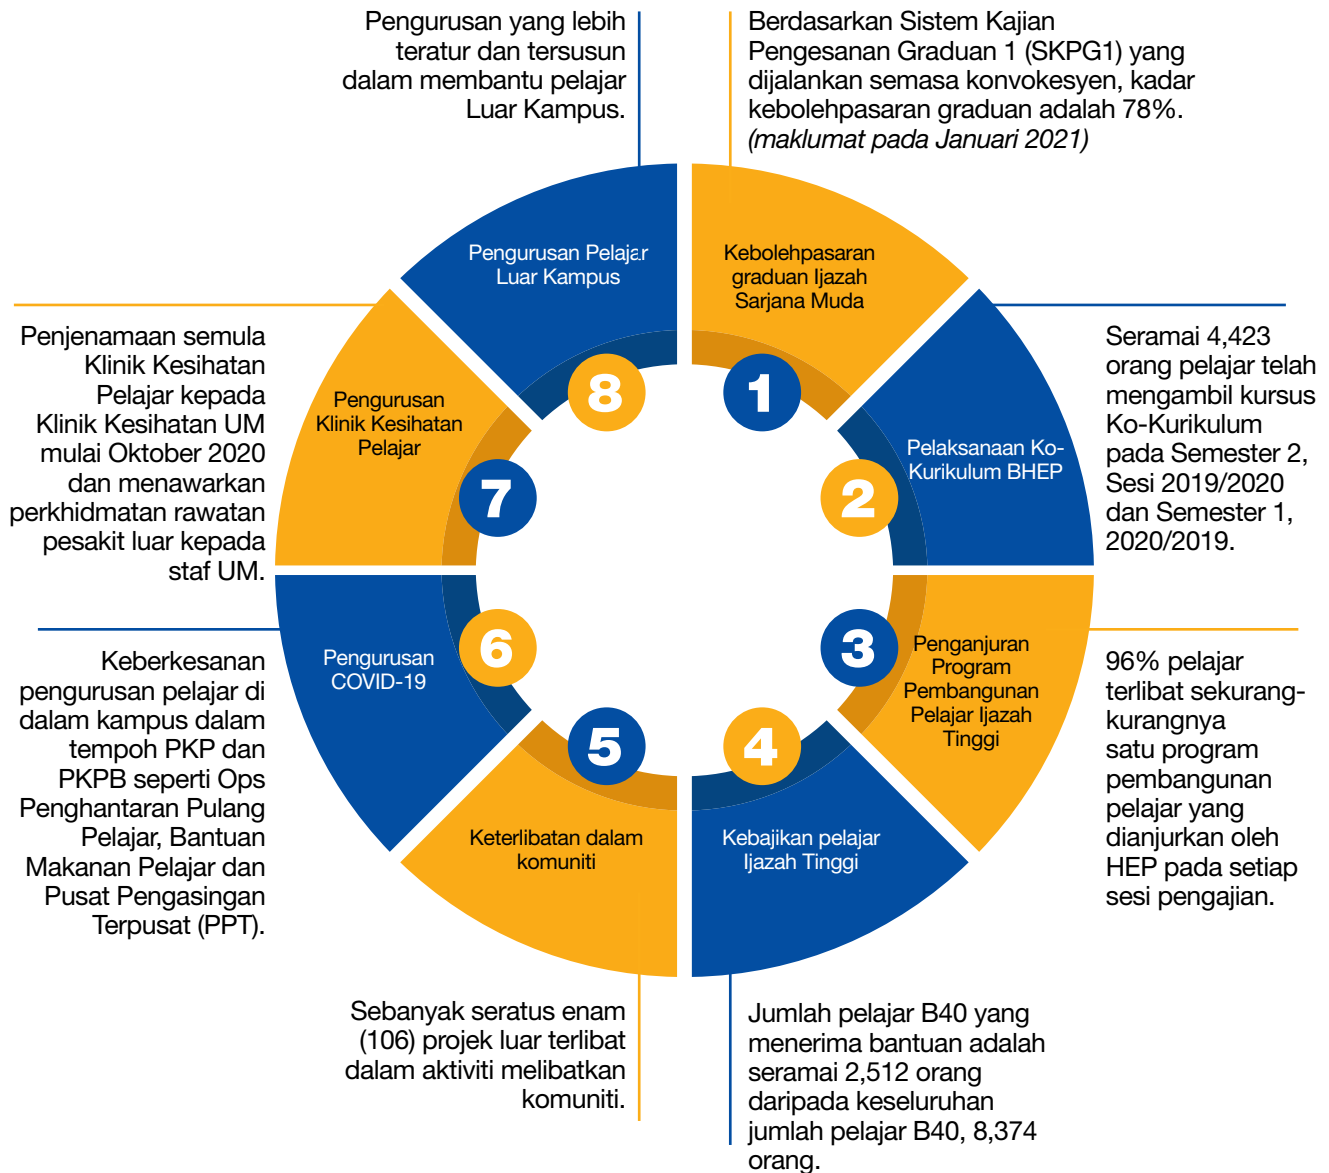 Berdasarkan Sistem Kajian
Pengesanan Graduan 1 (SKPG1) yang
dijalankan semasa konvokesyen, kadar
kebolehpasaran graduan adalah 78%.
(maklumat pada Januari 2021)
Kebolehpasaran
graduan Ijazah
Sarjana Muda
1
Seramai 4,423
orang pelajar telah
mengambil kursus
Ko-Kurikulum
pada Semester 2,
Sesi 2019/2020
dan Semester 1,
2020/2019.
Pelaksanaan Ko-
Kurikulum BHEP
2
96% pelajar
terlibat sekurang-
kurangnya
satu program
pembangunan
pelajar yang
dianjurkan oleh
HEP pada setiap
sesi pengajian.
Penganjuran
Program
Pembangunan
Pelajar Ijazah
Tinggi
3
Jumlah pelajar B40 yang
menerima bantuan adalah
seramai 2,512 orang
daripada keseluruhan
jumlah pelajar B40, 8,374
orang.
Kebajikan pelajar
Ijazah Tinggi
4
Sebanyak seratus enam
(106) projek luar terlibat
dalam aktiviti melibatkan
komuniti.
Keterlibatan dalam
komuniti
5
Keberkesanan
pengurusan pelajar di
dalam kampus dalam
tempoh PKP dan
PKPB seperti Ops
Penghantaran Pulang
Pelajar, Bantuan
Makanan Pelajar dan
Pusat Pengasingan
Terpusat (PPT).
Pengurusan
COVID-19
6
Penjenamaan semula
Klinik Kesihatan
Pelajar kepada
Klinik Kesihatan UM
mulai Oktober 2020
dan menawarkan
perkhidmatan rawatan
pesakit luar kepada
staf UM.
Pengurusan
Klinik Kesihatan
Pelajar
7
Pengurusan yang lebih
teratur dan tersusun
dalam membantu pelajar
Luar Kampus.
Pengurusan Pelajar
Luar Kampus
8